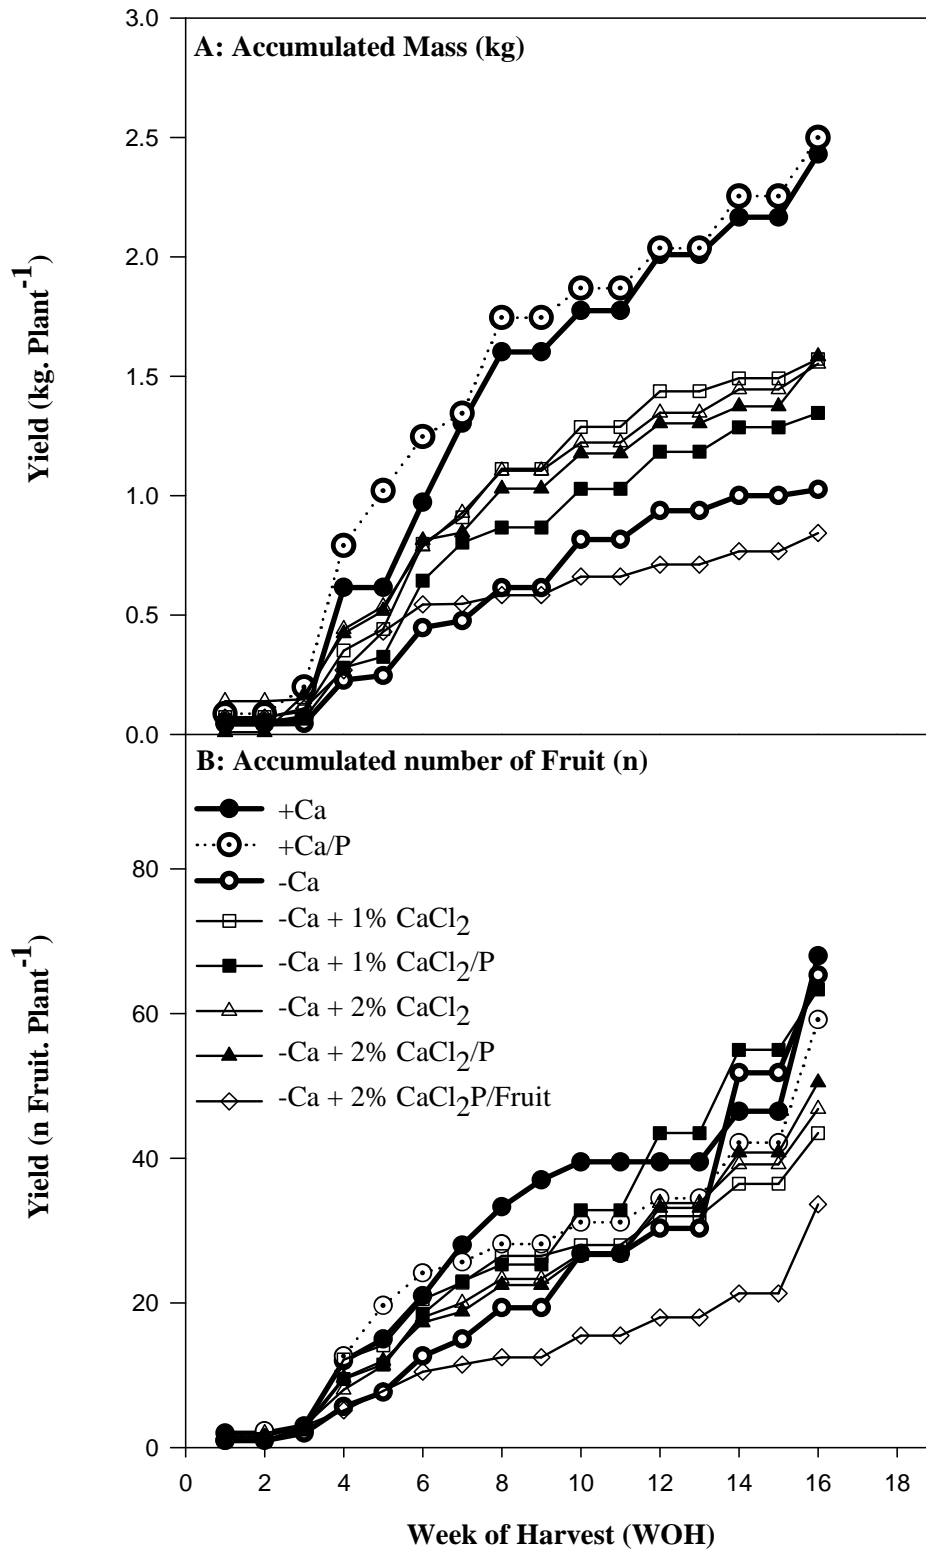 3.0
A: Accumulated Mass (kg)
2.5
2.0
1.5
1.0
0.5
0.0
Yield (kg. Plant-1)
B: Accumulated number of Fruit (n)
+Ca
+Ca/P
-Ca
-Ca + 1% CaCl2
-Ca + 1% CaCl2/P
-Ca + 2% CaCl2
-Ca + 2% CaCl2/P
-Ca + 2% CaCl2P/Fruit
80
60
40
20
0
Yield (n Fruit. Plant-1)
0 2 4 6 8 10 12 14 16 18
Week of Harvest (WOH)